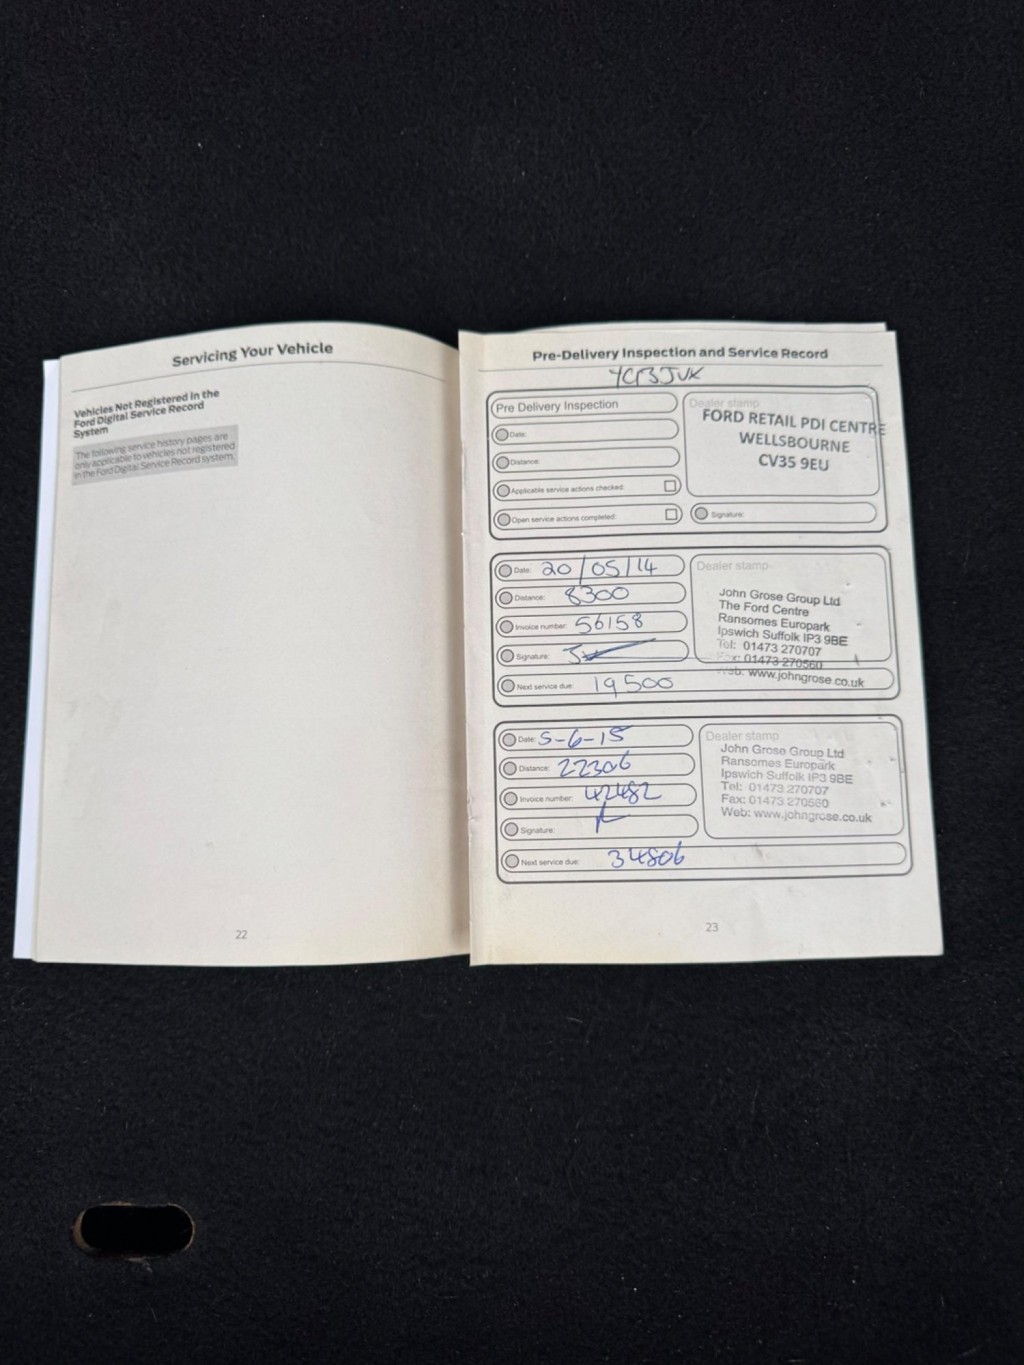 Servicing Your Vehicle
Vehicles Not Registered in the
Ford Digital Service Record
System
The following service history pages are
only applicable to vehicles not registered
in the Ford Digital Service Record system.
22
Pre-Delivery Inspection and Service Record
Pre Delivery Inspection
Date:
Distance:
Applicable service actions checked:
Open service actions completed:
Dealer stamp
FORD RETAIL PDI CENTRE
WELLSBOURNE
CV35 9EU
Signature:
Date: 20/05/14
Distance: 8300
Invoice number: 56158
Signature:
Next service due: 19500
Dealer stamp
John Grose Group Ltd
The Ford Centre
Ransomes Europark
Ipswich Suffolk IP3 9BE
Tel: 01473 270707
Fax: 01473 270560
Web: www.johngrose.co.uk
Date: 5-6-15
Distance: 22306
Invoice number: 42482
Signature:
Next service due: 34806
Dealer stamp
John Grose Group Ltd
Ransomes Europark
Ipswich Suffolk IP3 9BE
Tel: 01473 270707
Fax: 01473 270560
Web: www.johngrose.co.uk
23